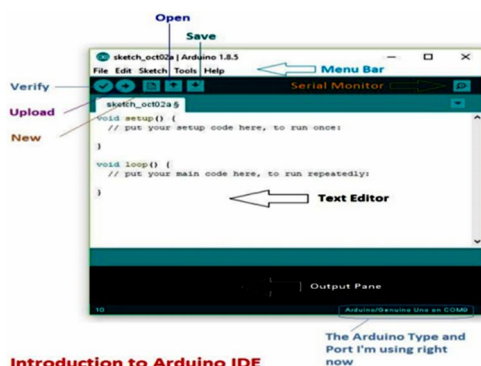 Open
Save
sketch_oct02a | Arduino 1.8.5
File Edit Sketch Tools Help
Menu Bar
Verify
Serial Monitor
Upload
sketch_oct02a §
New
void setup() {
// put your setup code here, to run once:
}
void loop() {
// put your main code here, to run repeatedly:
}
Text Editor
Output Pane
10
Arduino/Genuino Uno on COM9
The Arduino Type and
Port I'm using right
now
Introduction to Arduino IDE